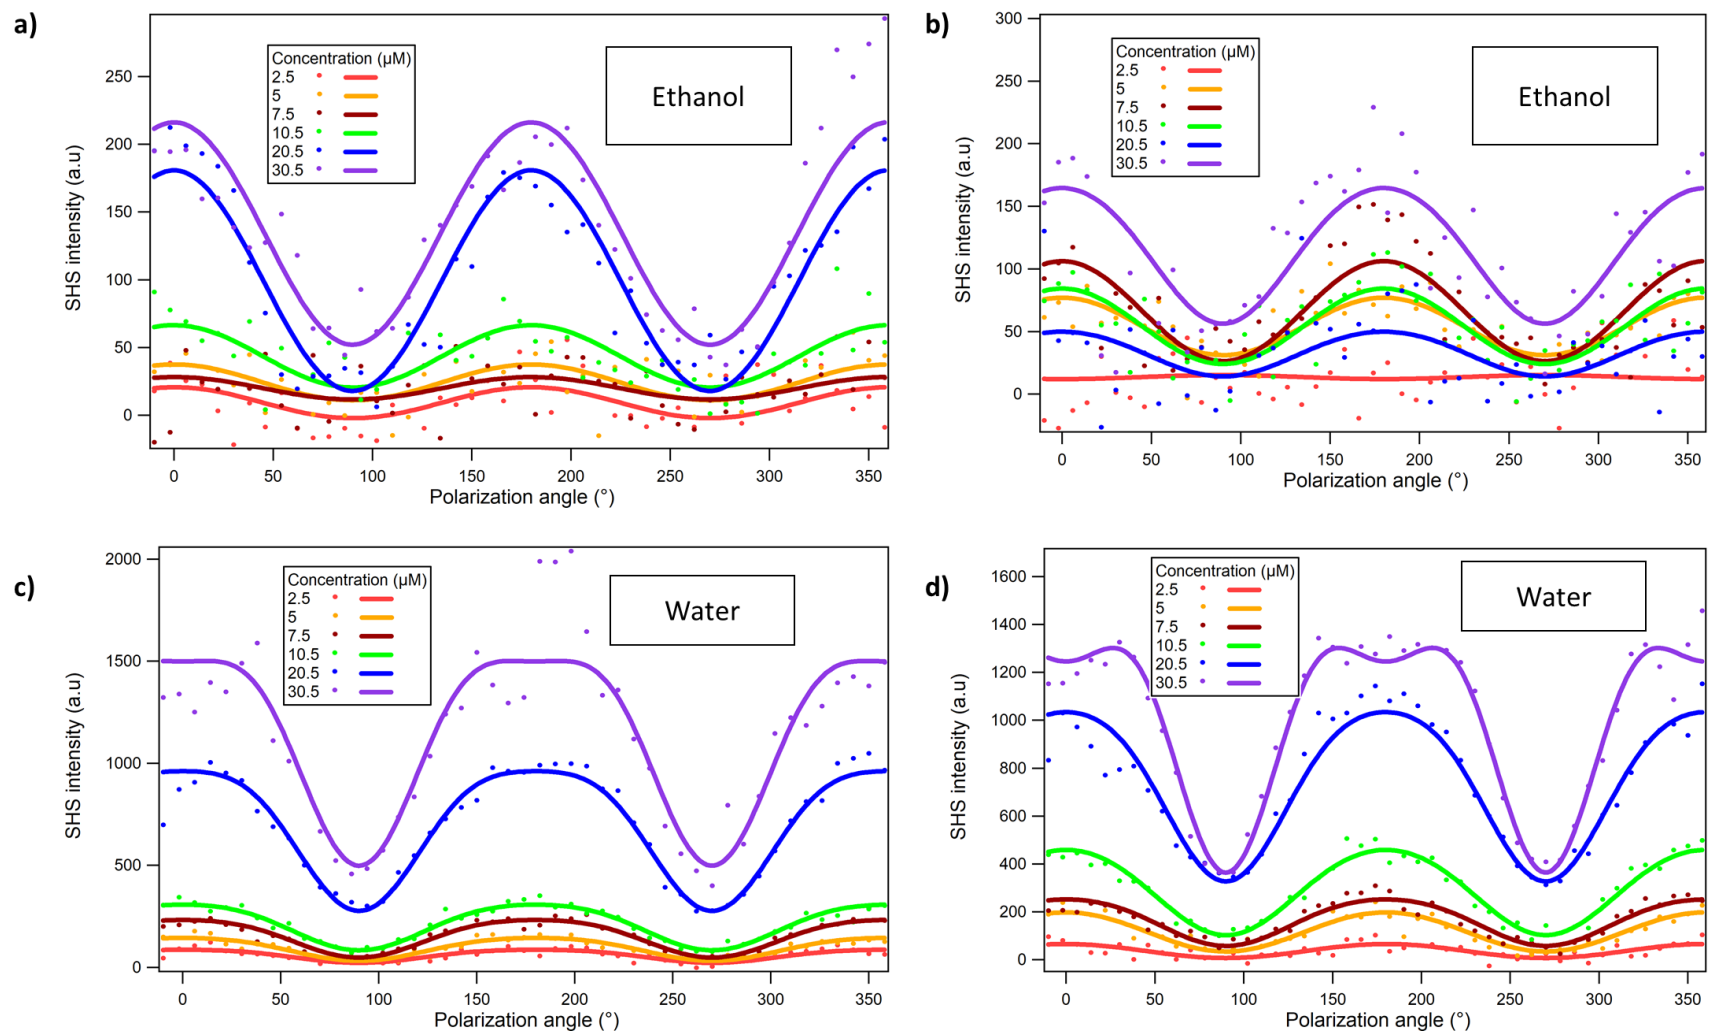 a)
SHS intensity (a.u)
250
200
150
100
50
0
Concentration (µM)
2.5
5
7.5
10.5
20.5
30.5
Ethanol
0 50 100 150 200 250 300 350
Polarization angle (°)
b)
SHS intensity (a.u)
300
250
200
150
100
50
0
Concentration (µM)
2.5
5
7.5
10.5
20.5
30.5
Ethanol
0 50 100 150 200 250 300 350
Polarization angle (°)
c)
SHS intensity (a.u)
2000
1500
1000
500
0
Concentration (µM)
2.5
5
7.5
10.5
20.5
30.5
Water
0 50 100 150 200 250 300 350
Polarization angle (°)
d)
SHS intensity (a.u)
1600
1400
1200
1000
800
600
400
200
0
Concentration (µM)
2.5
5
7.5
10.5
20.5
30.5
Water
0 50 100 150 200 250 300 350
Polarization angle (°)